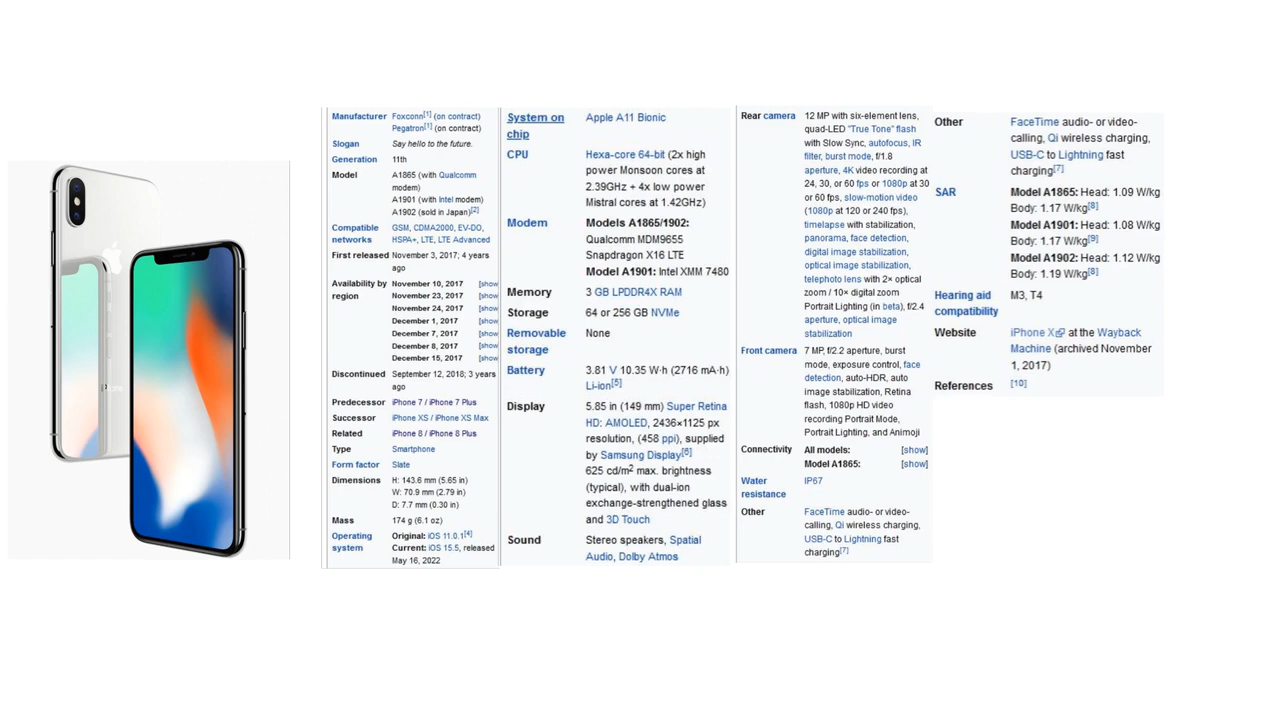 Manufacturer Foxconn[1] (on contract)
Pegatron[1] (on contract)
Slogan Say hello to the future.
Generation 11th
Model A1865 (with Qualcomm
modem)
A1901 (with Intel modem)
A1902 (sold in Japan)[2]
Compatible GSM, CDMA2000, EV-DO,
networks HSPA+, LTE, LTE Advanced
First released November 3, 2017; 4 years
ago
Availability by November 10, 2017 [show
region November 23, 2017 [show
November 24, 2017 [show
December 1, 2017 [show
December 7, 2017 [show
December 8, 2017 [show
December 15, 2017 [show
Discontinued September 12, 2018; 3 years
ago
Predecessor iPhone 7 / iPhone 7 Plus
Successor iPhone XS / iPhone XS Max
Related iPhone 8 / iPhone 8 Plus
Type Smartphone
Form factor Slate
Dimensions H: 143.6 mm (5.65 in)
W: 70.9 mm (2.79 in)
D: 7.7 mm (0.30 in)
Mass 174 g (6.1 oz)
Operating Original: iOS 11.0.1[4]
system Current: iOS 15.5, released
May 16, 2022
System on Apple A11 Bionic
chip
CPU Hexa-core 64-bit (2x high
power Monsoon cores at
2.39GHz + 4x low power
Mistral cores at 1.42GHz)
Modem Models A1865/1902:
Qualcomm MDM9655
Snapdragon X16 LTE
Model A1901: Intel XMM 7480
Memory 3 GB LPDDR4X RAM
Storage 64 or 256 GB NVMe
Removable None
storage
Battery 3.81 V 10.35 W·h (2716 mA·h)
Li-ion[5]
Display 5.85 in (149 mm) Super Retina
HD: AMOLED, 2436×1125 px
resolution, (458 ppi), supplied
by Samsung Display[6]
625 cd/m2 max. brightness
(typical), with dual-ion
exchange-strengthened glass
and 3D Touch
Sound Stereo speakers, Spatial
Audio, Dolby Atmos
Rear camera 12 MP with six-element lens,
quad-LED "True Tone" flash
with Slow Sync, autofocus, IR
filter, burst mode, f/1.8
aperture, 4K video recording at
24, 30, or 60 fps or 1080p at 30
or 60 fps, slow-motion video
(1080p at 120 or 240 fps),
timelapse with stabilization,
panorama, face detection,
digital image stabilization,
optical image stabilization,
telephoto lens with 2× optical
zoom / 10× digital zoom
Portrait Lighting (in beta), f/2.4
aperture, optical image
stabilization
Front camera 7 MP, f/2.2 aperture, burst
mode, exposure control, face
detection, auto-HDR, auto
image stabilization, Retina
flash, 1080p HD video
recording Portrait Mode,
Portrait Lighting, and Animoji
Connectivity All models: [show]
Model A1865: [show]
Water IP67
resistance
Other FaceTime audio- or video-
calling, Qi wireless charging,
USB-C to Lightning fast
charging[7]
Other FaceTime audio- or video-
calling, Qi wireless charging,
USB-C to Lightning fast
charging[7]
SAR Model A1865: Head: 1.09 W/kg
Body: 1.17 W/kg[8]
Model A1901: Head: 1.08 W/kg
Body: 1.17 W/kg[9]
Model A1902: Head: 1.12 W/kg
Body: 1.19 W/kg[8]
Hearing aid M3, T4
compatibility
Website iPhone X at the Wayback
Machine (archived November
1, 2017)
References [10]